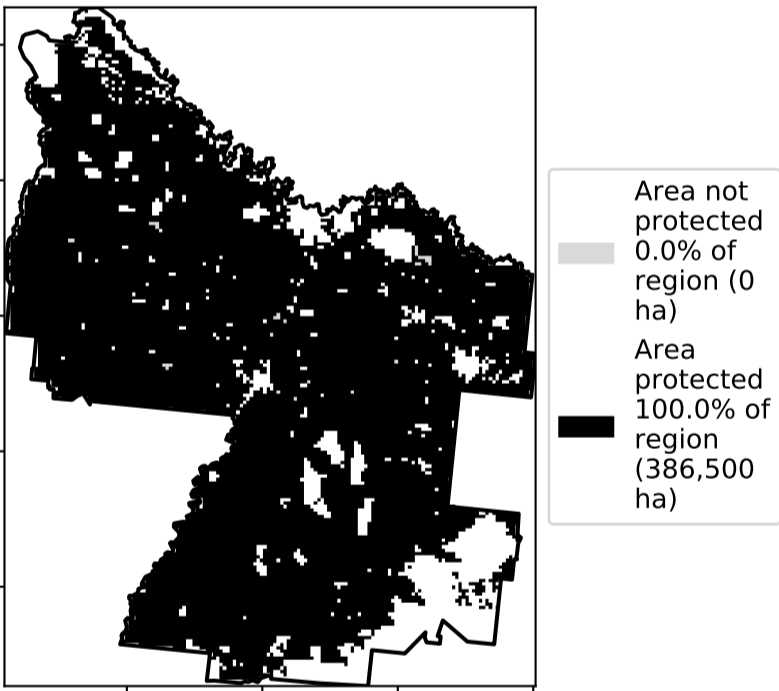 Area not
protected
0.0% of
region (0
ha)
Area
protected
100.0% of
region
(386,500
ha)